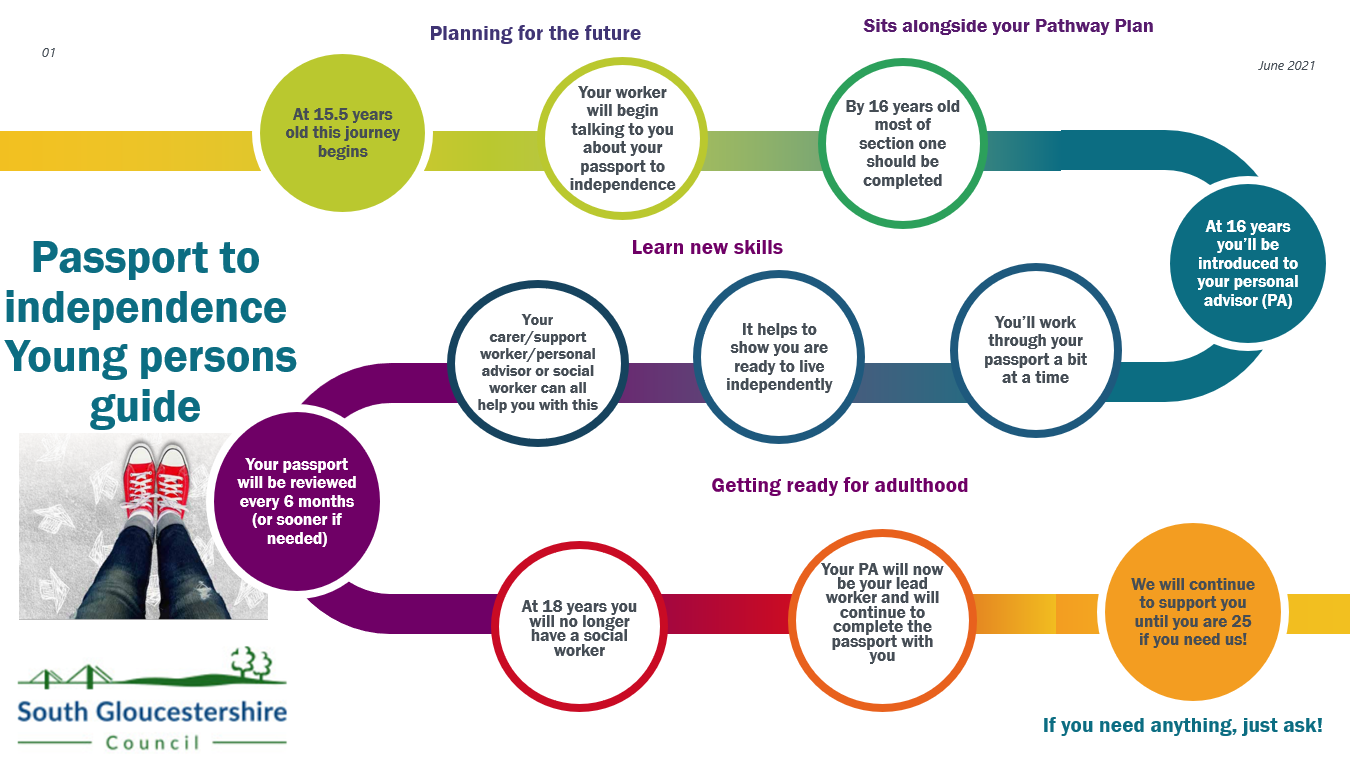 01
Planning for the future
Sits alongside your Pathway Plan
June 2021
At 15.5 years
old this journey
begins
Your worker
will begin
talking to you
about your
passport to
independence
By 16 years old
most of
section one
should be
completed
At 16 years
you'll be
introduced to
your personal
advisor (PA)
Passport to
independence
Young persons
guide
Learn new skills
You'll work
through your
passport a bit
at a time
It helps to
show you are
ready to live
independently
Your
carer/support
worker/personal
advisor or social
worker can all
help you with this
Your passport
will be reviewed
every 6 months
(or sooner if
needed)
Getting ready for adulthood
At 18 years you
will no longer
have a social
worker
Your PA will now
be your lead
worker and will
continue to
complete the
passport with
you
We will continue
to support you
until you are 25
if you need us!
If you need anything, just ask!
South Gloucestershire
Council